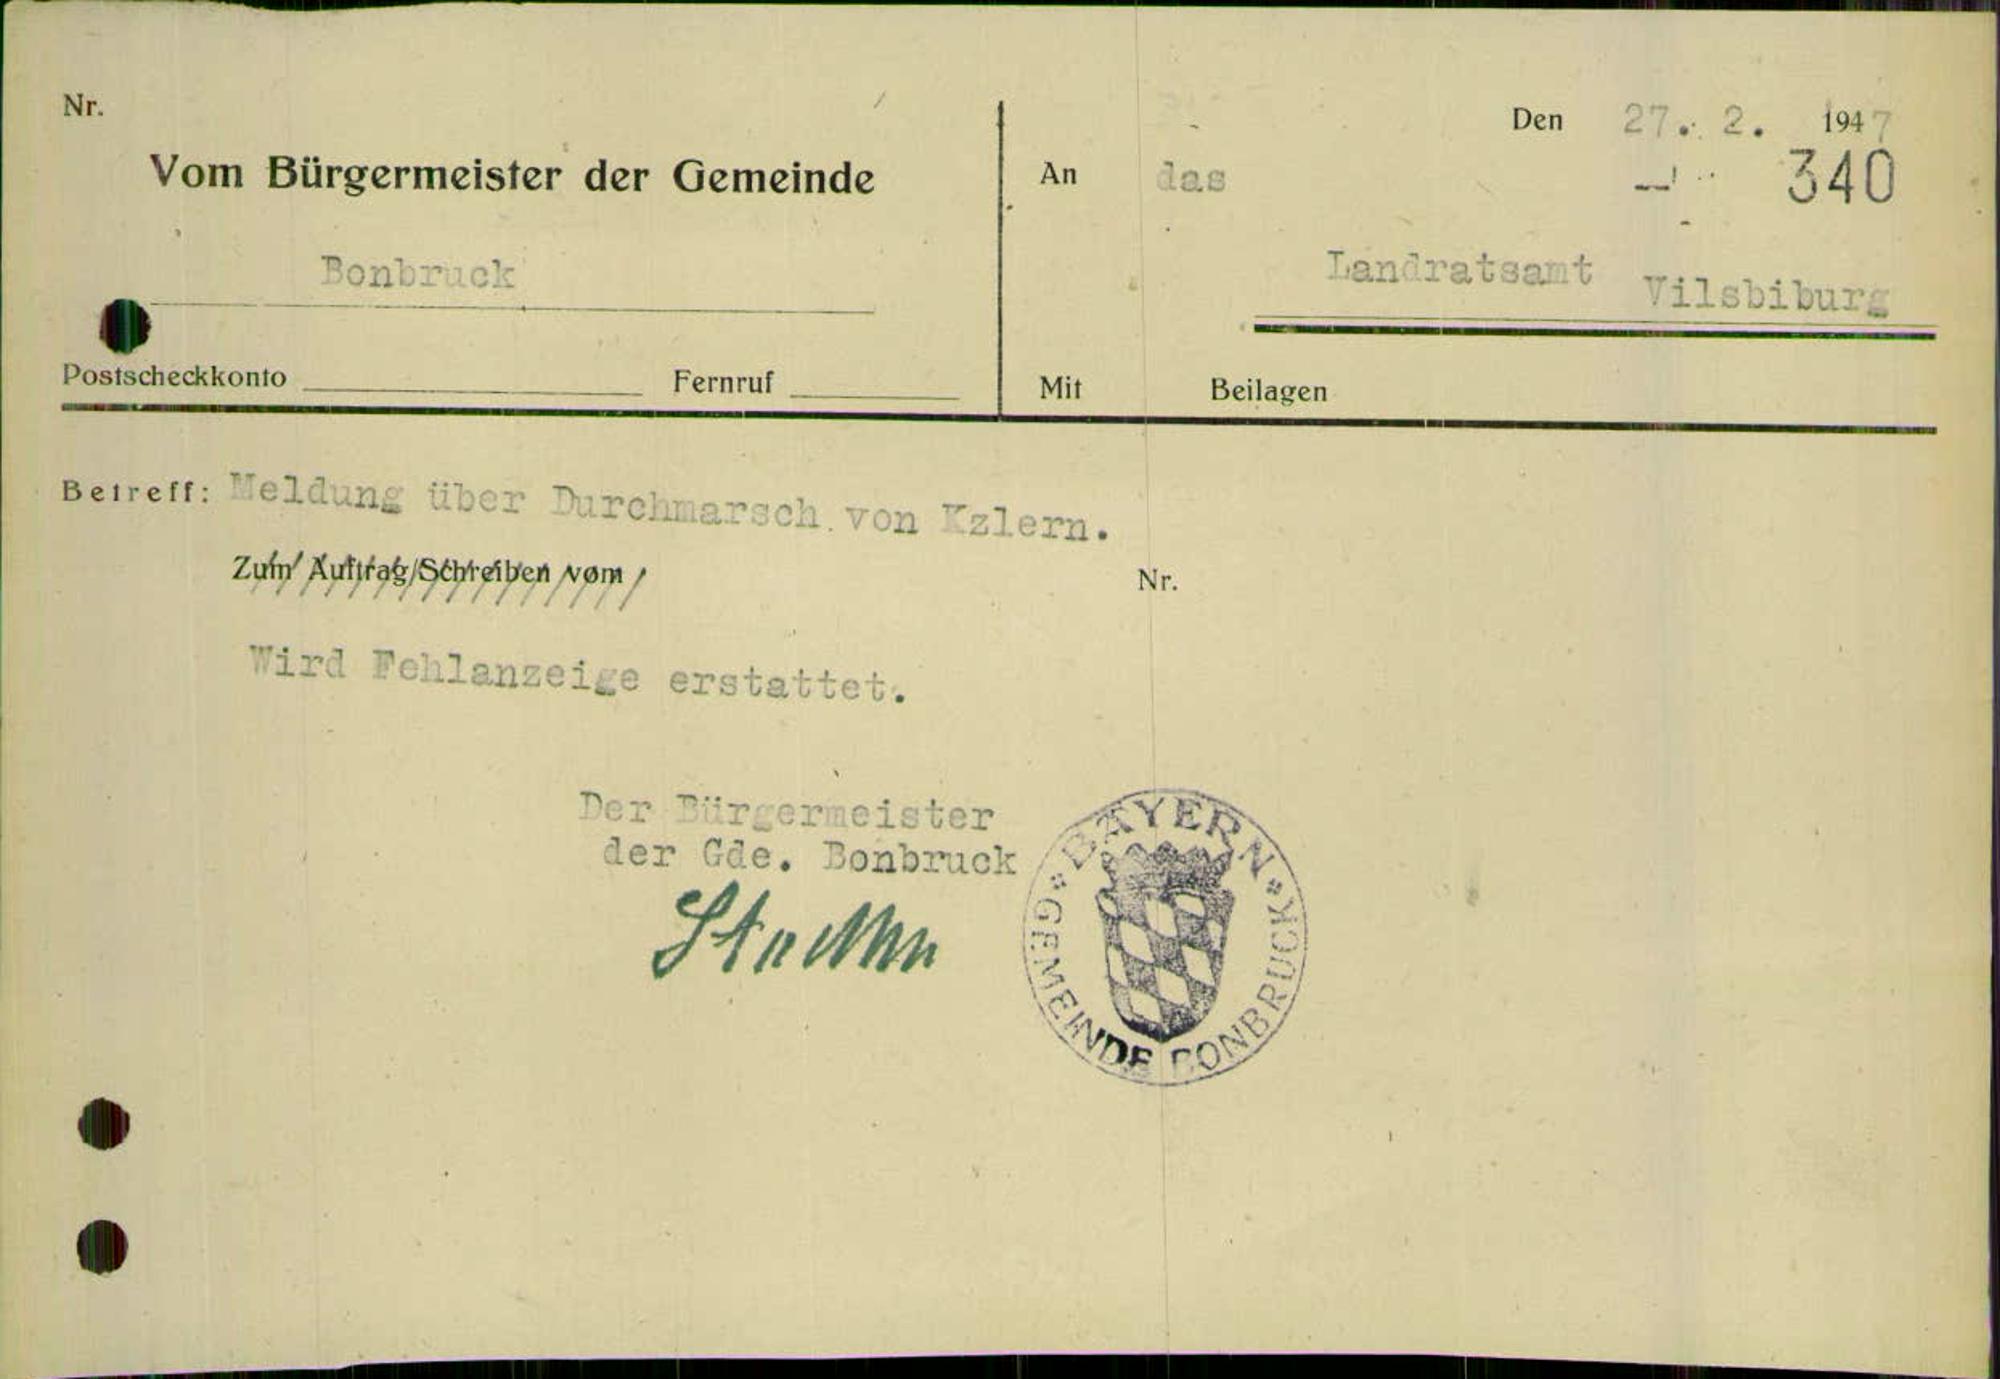 Nr.
Vom Bürgermeister der Gemeinde
Bonbruck
Postscheckkonto Fernruf
Den 27. 2. 1947
340
An das
Landratsamt Vilsbiburg
Mit Beilagen
Betreff: Meldung über Durchmarsch von Kzlern.
Zum Auftrag/Schreiben vom Nr.
Wird Fehlanzeige erstattet.
Der Bürgermeister
der Gde. Bonbruck
BAYERN
GEMEINDE BONBRUCK